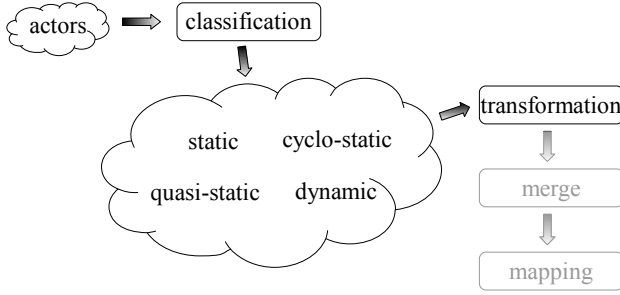 actors
classification
static
cyclo-static
quasi-static
dynamic
transformation
merge
mapping